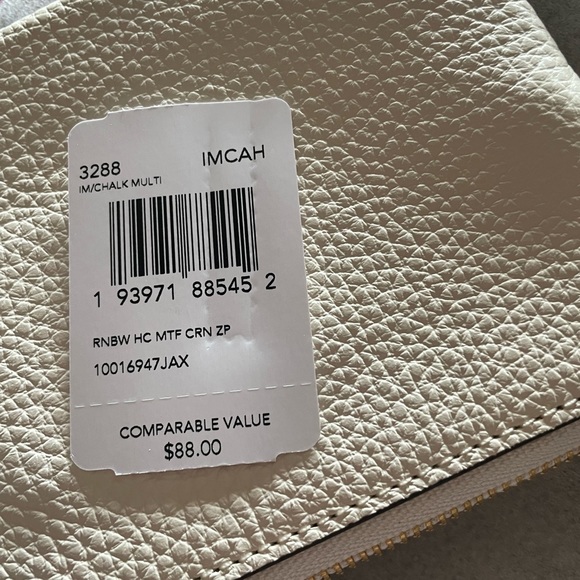 3288 IMCAH
IM/CHALK MULTI
1 93971 88545 2
RNBW HC MTF CRN ZP
10016947JAX
COMPARABLE VALUE
$88.00